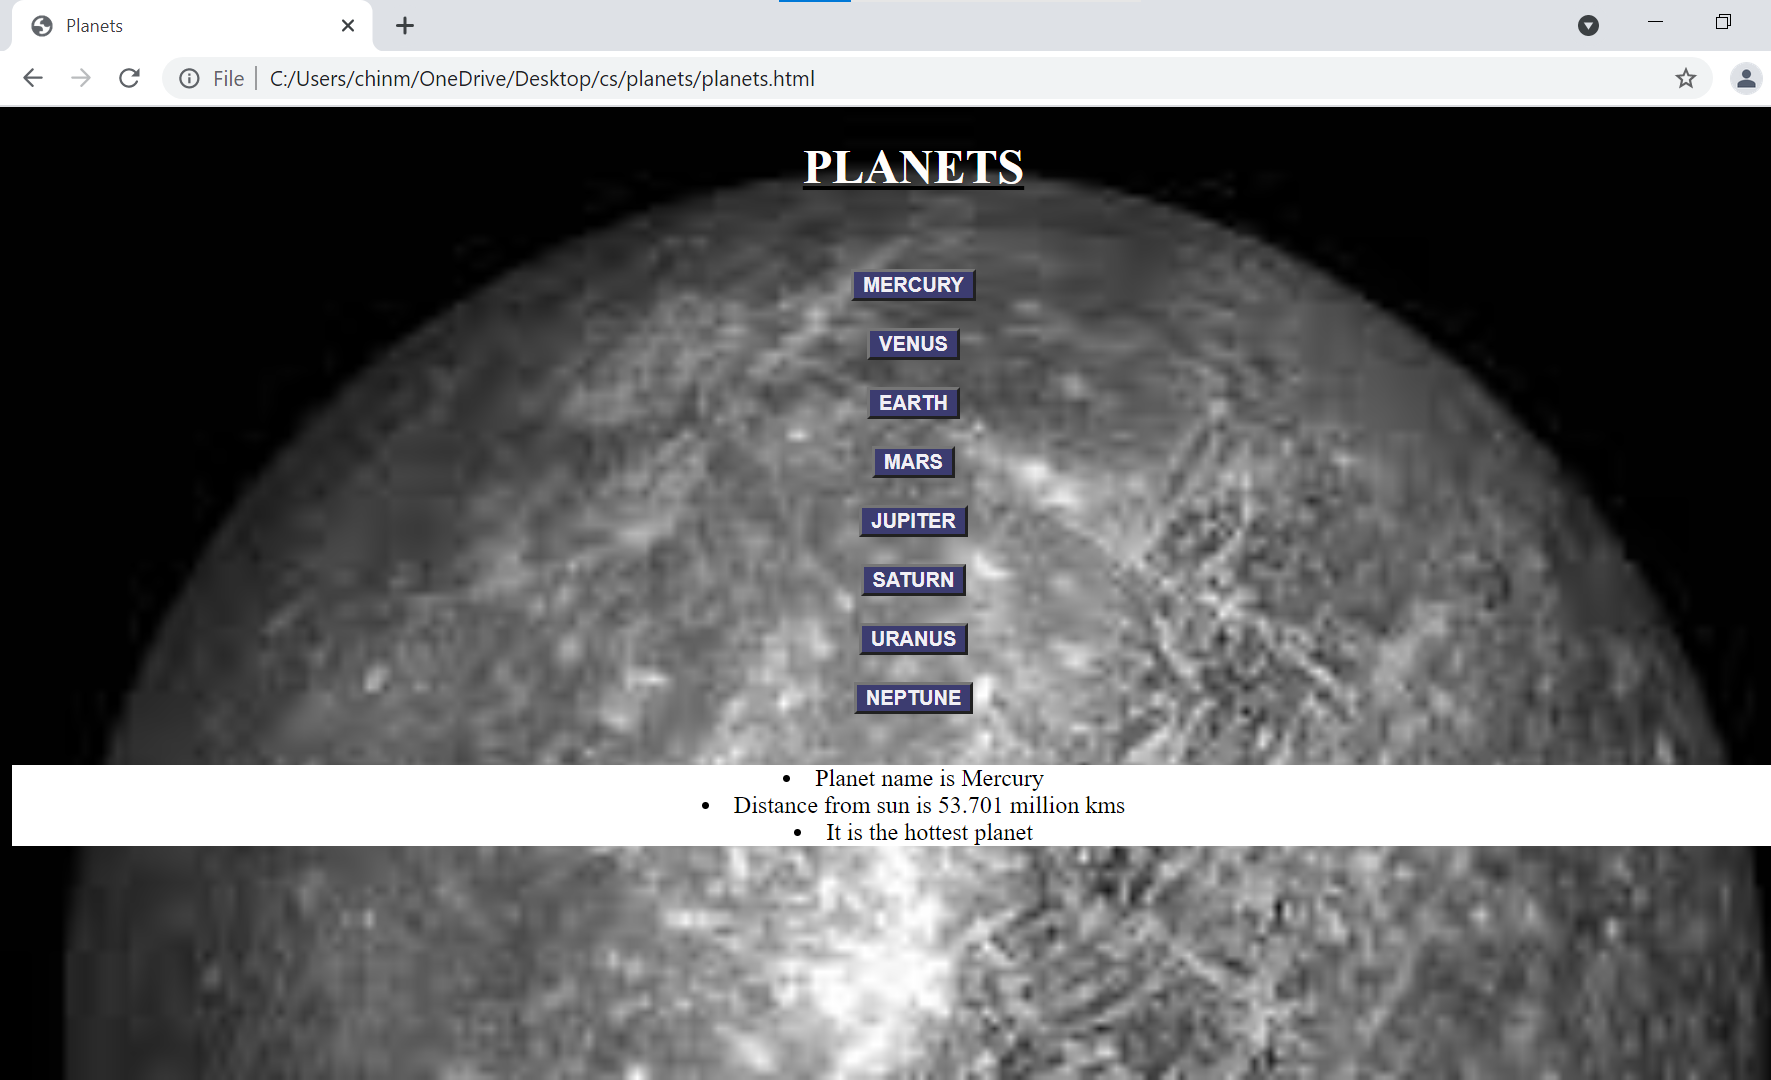 Planets
File
C:/Users/chinm/OneDrive/Desktop/cs/planets/planets.html
PLANETS
MERCURY
VENUS
EARTH
MARS
JUPITER
SATURN
URANUS
NEPTUNE
• Planet name is Mercury
• Distance from sun is 53.701 million kms
• It is the hottest planet